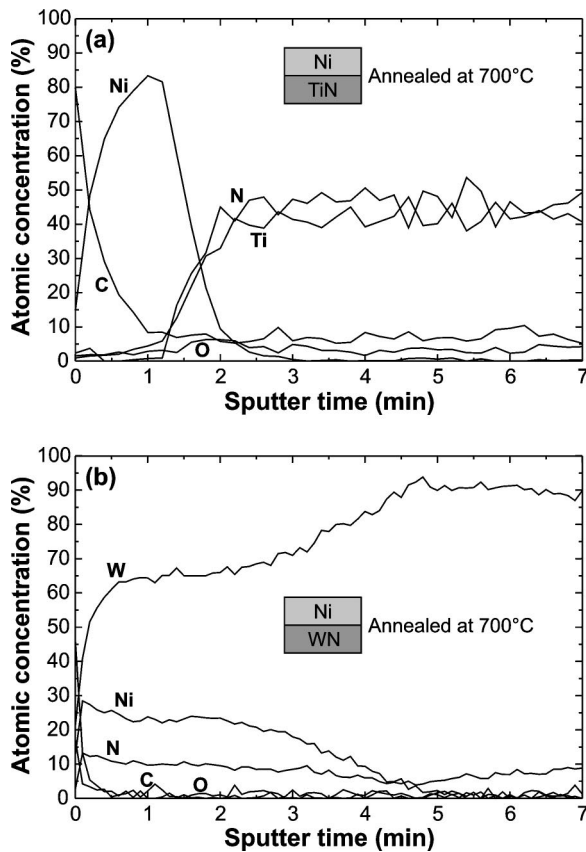 (a)
Ni
TiN
Annealed at 700°C
Ni
N
Ti
C
O
Atomic concentration (%)
100
90
80
70
60
50
40
30
20
10
0
0 1 2 3 4 5 6 7
Sputter time (min)
(b)
W
Ni
WN
Annealed at 700°C
Ni
N
C
O
Atomic concentration (%)
100
90
80
70
60
50
40
30
20
10
0
0 1 2 3 4 5 6 7
Sputter time (min)